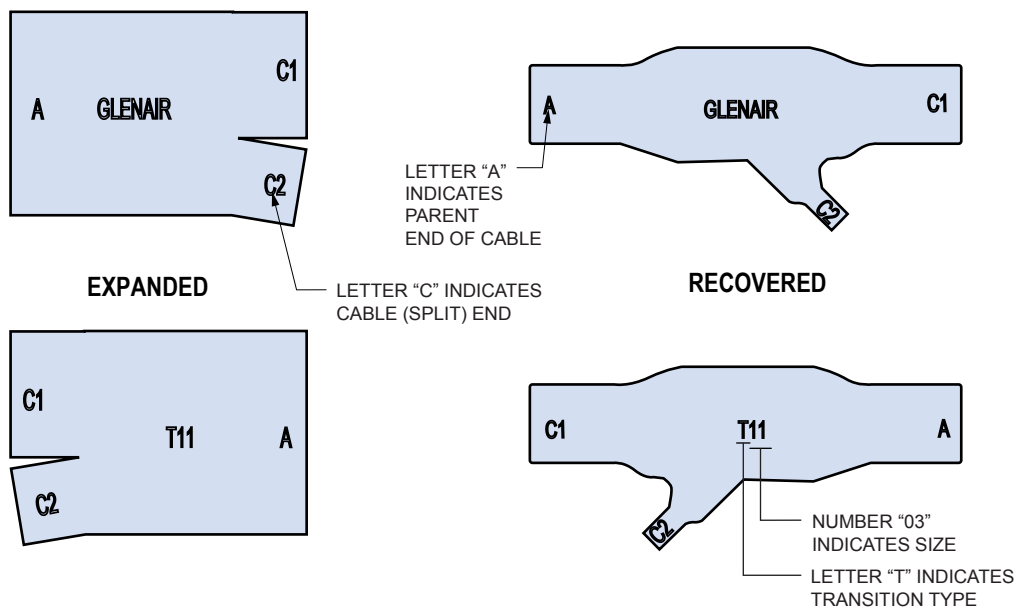 A GLENAIR C1
C2
A GLENAIR C1
C2
LETTER “A”
INDICATES
PARENT
END OF CABLE
EXPANDED
LETTER “C” INDICATES
CABLE (SPLIT) END
RECOVERED
C1
T11 A
C2
C1 T11 A
C2
NUMBER “03”
INDICATES SIZE
LETTER “T” INDICATES
TRANSITION TYPE